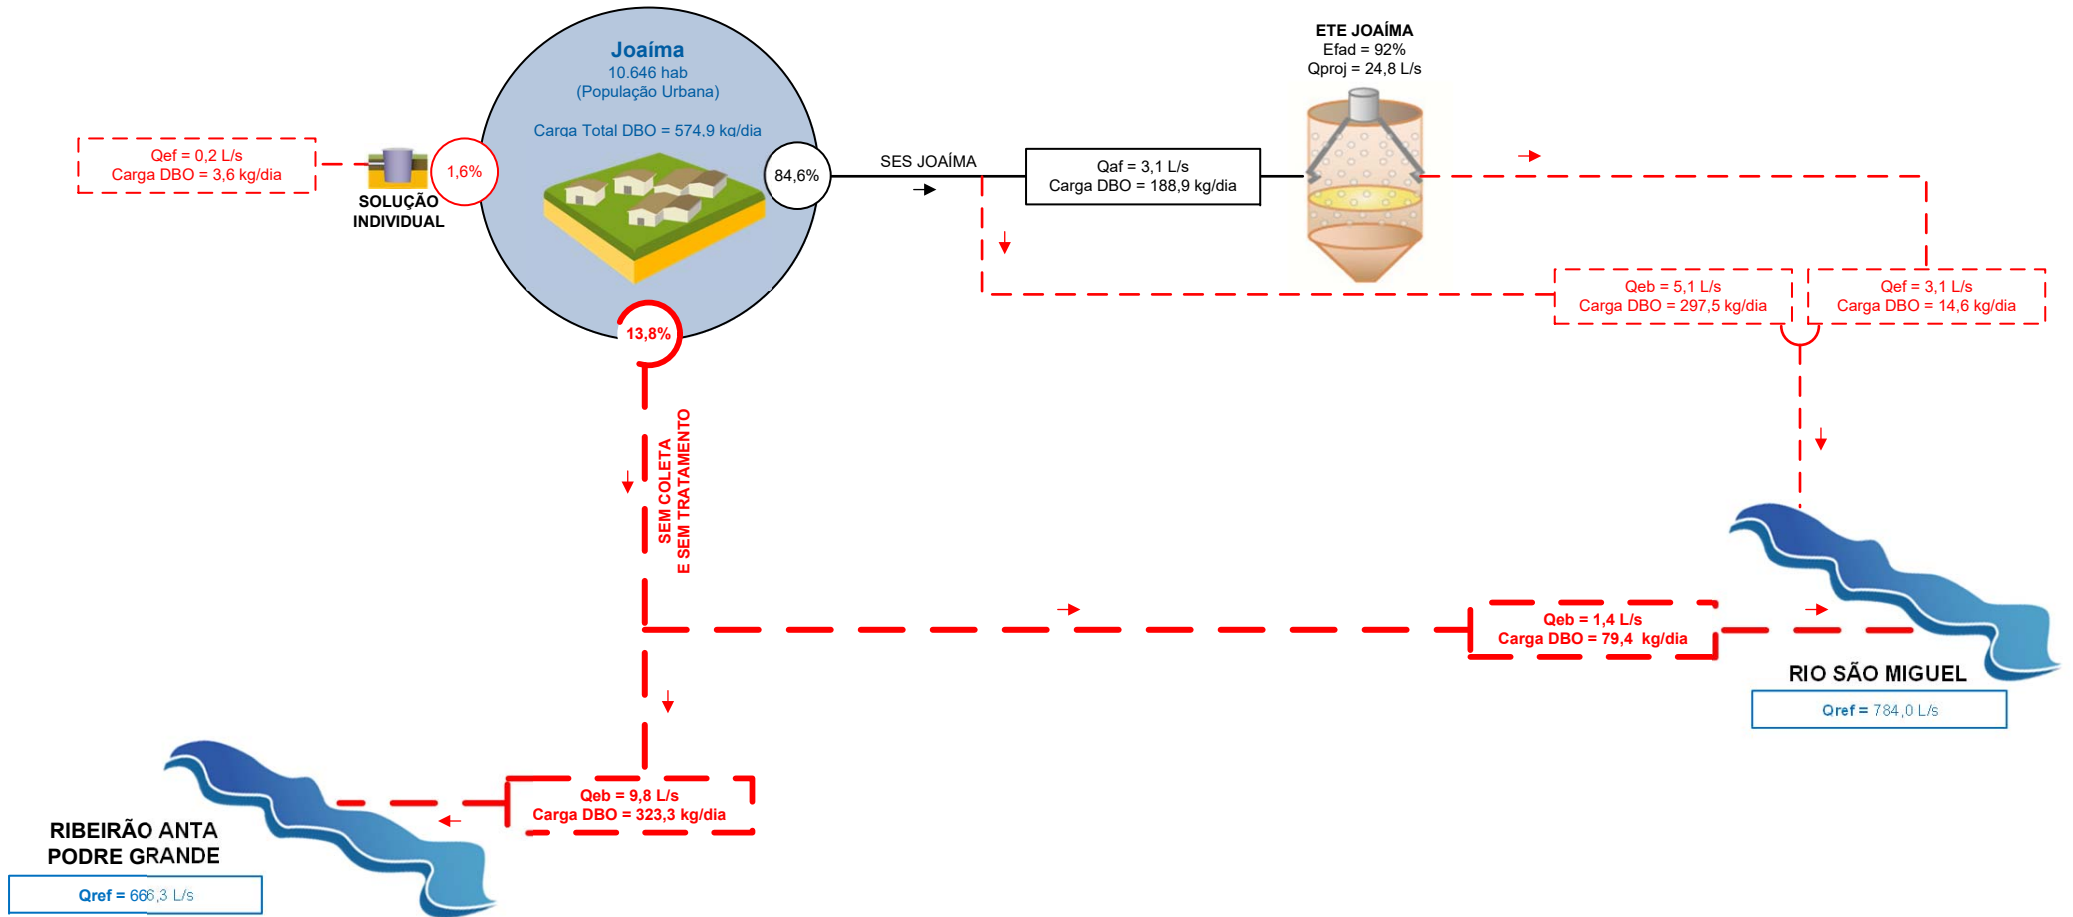 Joaíma
10.646 hab
(População Urbana)
Carga Total DBO = 574,9 kg/dia
ETE JOAÍMA
Efad = 92%
Qproj = 24,8 L/s
Qef = 0,2 L/s
Carga DBO = 3,6 kg/dia
SOLUÇÃO
INDIVIDUAL
1,6%
84,6%
SES JOAÍMA
Qaf = 3,1 L/s
Carga DBO = 188,9 kg/dia
Qeb = 5,1 L/s
Carga DBO = 297,5 kg/dia
Qef = 3,1 L/s
Carga DBO = 14,6 kg/dia
13,8%
SEM COLETA
E SEM TRATAMENTO
Qeb = 1,4 L/s
Carga DBO = 79,4 kg/dia
RIO SÃO MIGUEL
Qref = 784,0 L/s
Qeb = 9,8 L/s
Carga DBO = 323,3 kg/dia
RIBEIRÃO ANTA
PODRE GRANDE
Qref = 666,3 L/s